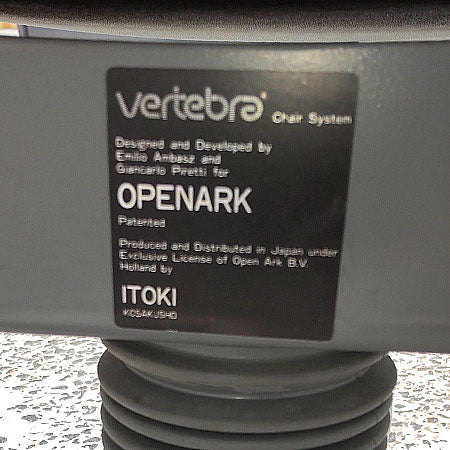 vertebra® Chair System
Designed and Developed by
Emilio Ambasz and
Giancarlo Piretti for
OPENARK
Patented
Produced and Distributed in Japan under
Exclusive License of Open Ark B.V.
Holland by
ITOKI